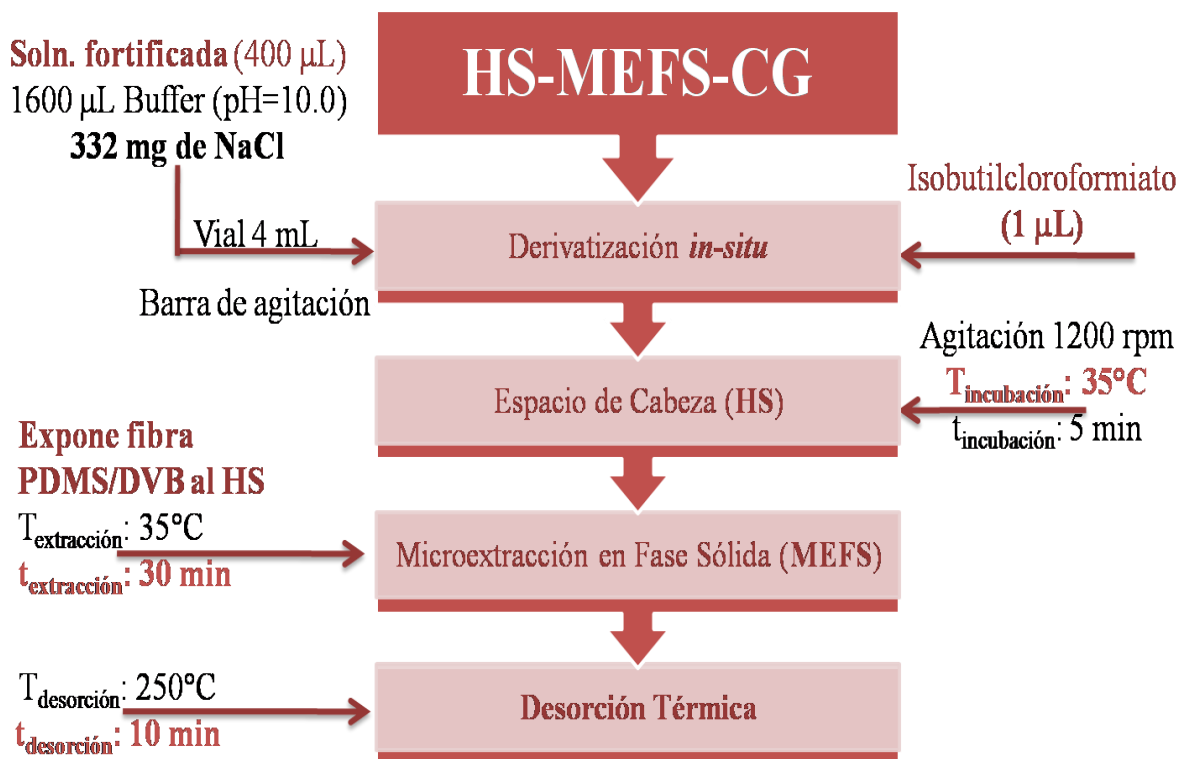 HS-MEFS-CG
Soln. fortificada (400 µL)
1600 µL Buffer (pH=10.0)
332 mg de NaCl
Vial 4 mL
Barra de agitación
Isobutilcloroformiato
(1 µL)
Derivatización in-situ
Agitación 1200 rpm
Tincubación: 35°C
tincubación: 5 min
Espacio de Cabeza (HS)
Expone fibra
PDMS/DVB al HS
Textracción: 35°C
textracción: 30 min
Microextracción en Fase Sólida (MEFS)
Tdesorción: 250°C
tdesorción: 10 min
Desorción Térmica